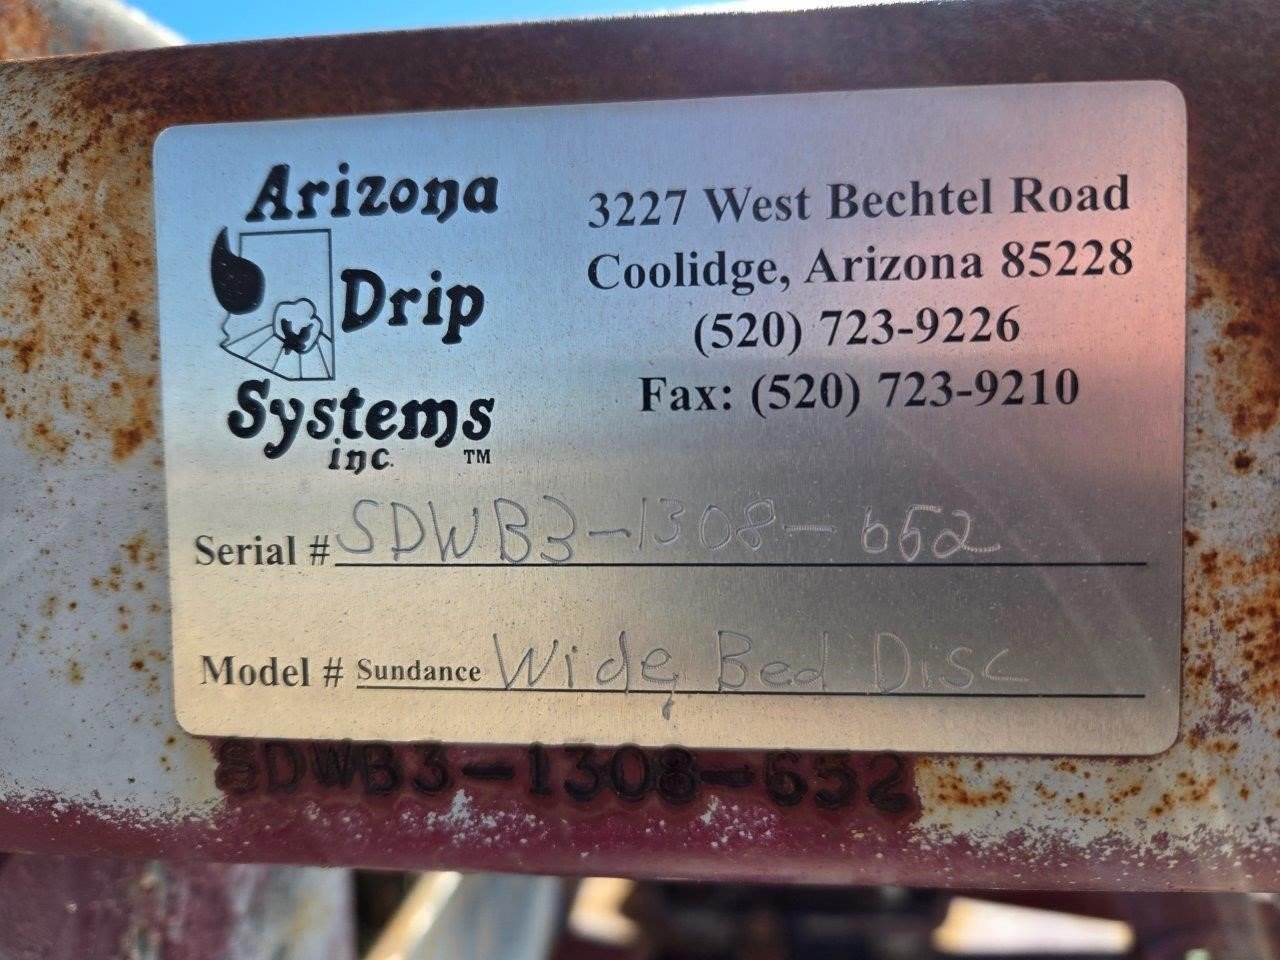 Arizona
Drip
Systems
inc. TM
3227 West Bechtel Road
Coolidge, Arizona 85228
(520) 723-9226
Fax: (520) 723-9210
Serial # SDWB3-1308-652
Model # Sundance Wide Bed Disc
SDWB3-1308-652